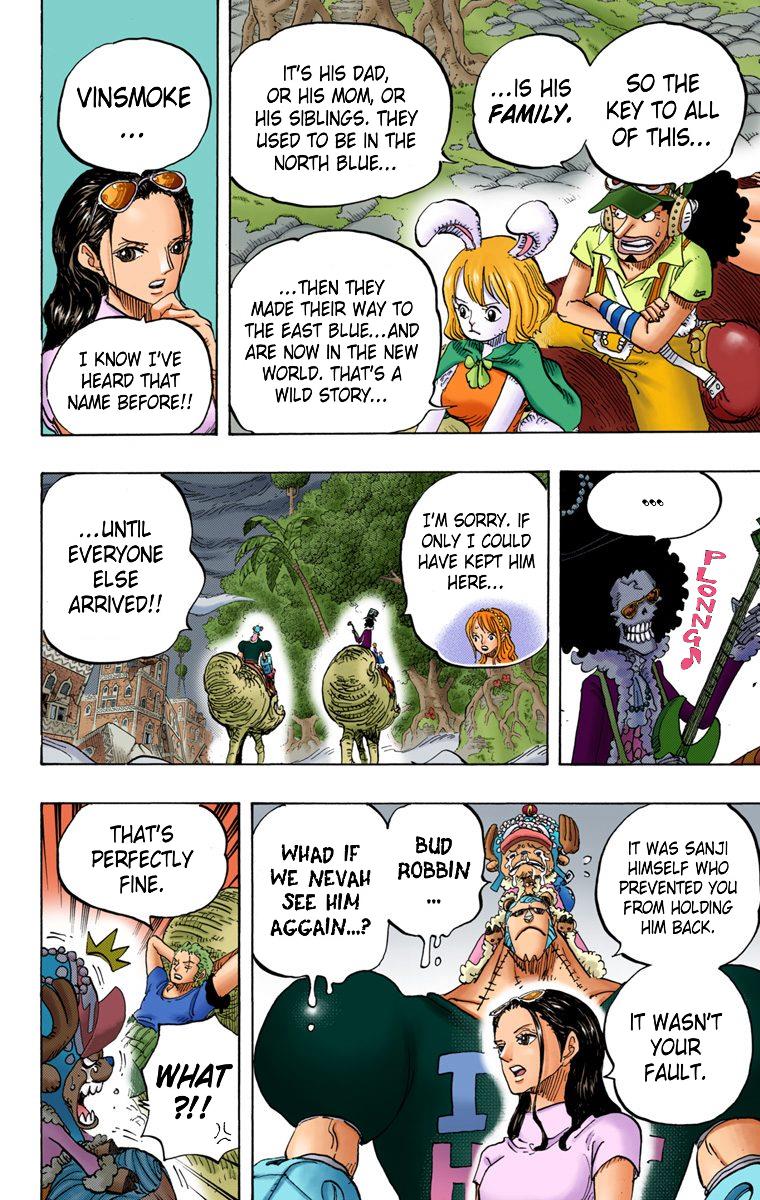 SO THE
KEY TO ALL
OF THIS...
...IS HIS
FAMILY.
IT'S HIS DAD,
OR HIS MOM, OR
HIS SIBLINGS. THEY
USED TO BE IN THE
NORTH BLUE...
...THEN THEY
MADE THEIR WAY TO
THE EAST BLUE...AND
ARE NOW IN THE NEW
WORLD. THAT'S A
WILD STORY...
VINSMOKE
...
I KNOW I'VE
HEARD THAT
NAME BEFORE!!
...
PLONNG♪
I'M SORRY. IF
ONLY I COULD
HAVE KEPT HIM
HERE...
...UNTIL
EVERYONE
ELSE
ARRIVED!!
IT WAS SANJI
HIMSELF WHO
PREVENTED YOU
FROM HOLDING
HIM BACK.
IT WASN'T
YOUR
FAULT.
BUD
ROBBIN
...
WHAD IF
WE NEVAH
SEE HIM
AGGAIN...?
THAT'S
PERFECTLY
FINE.
WHAT
?!!